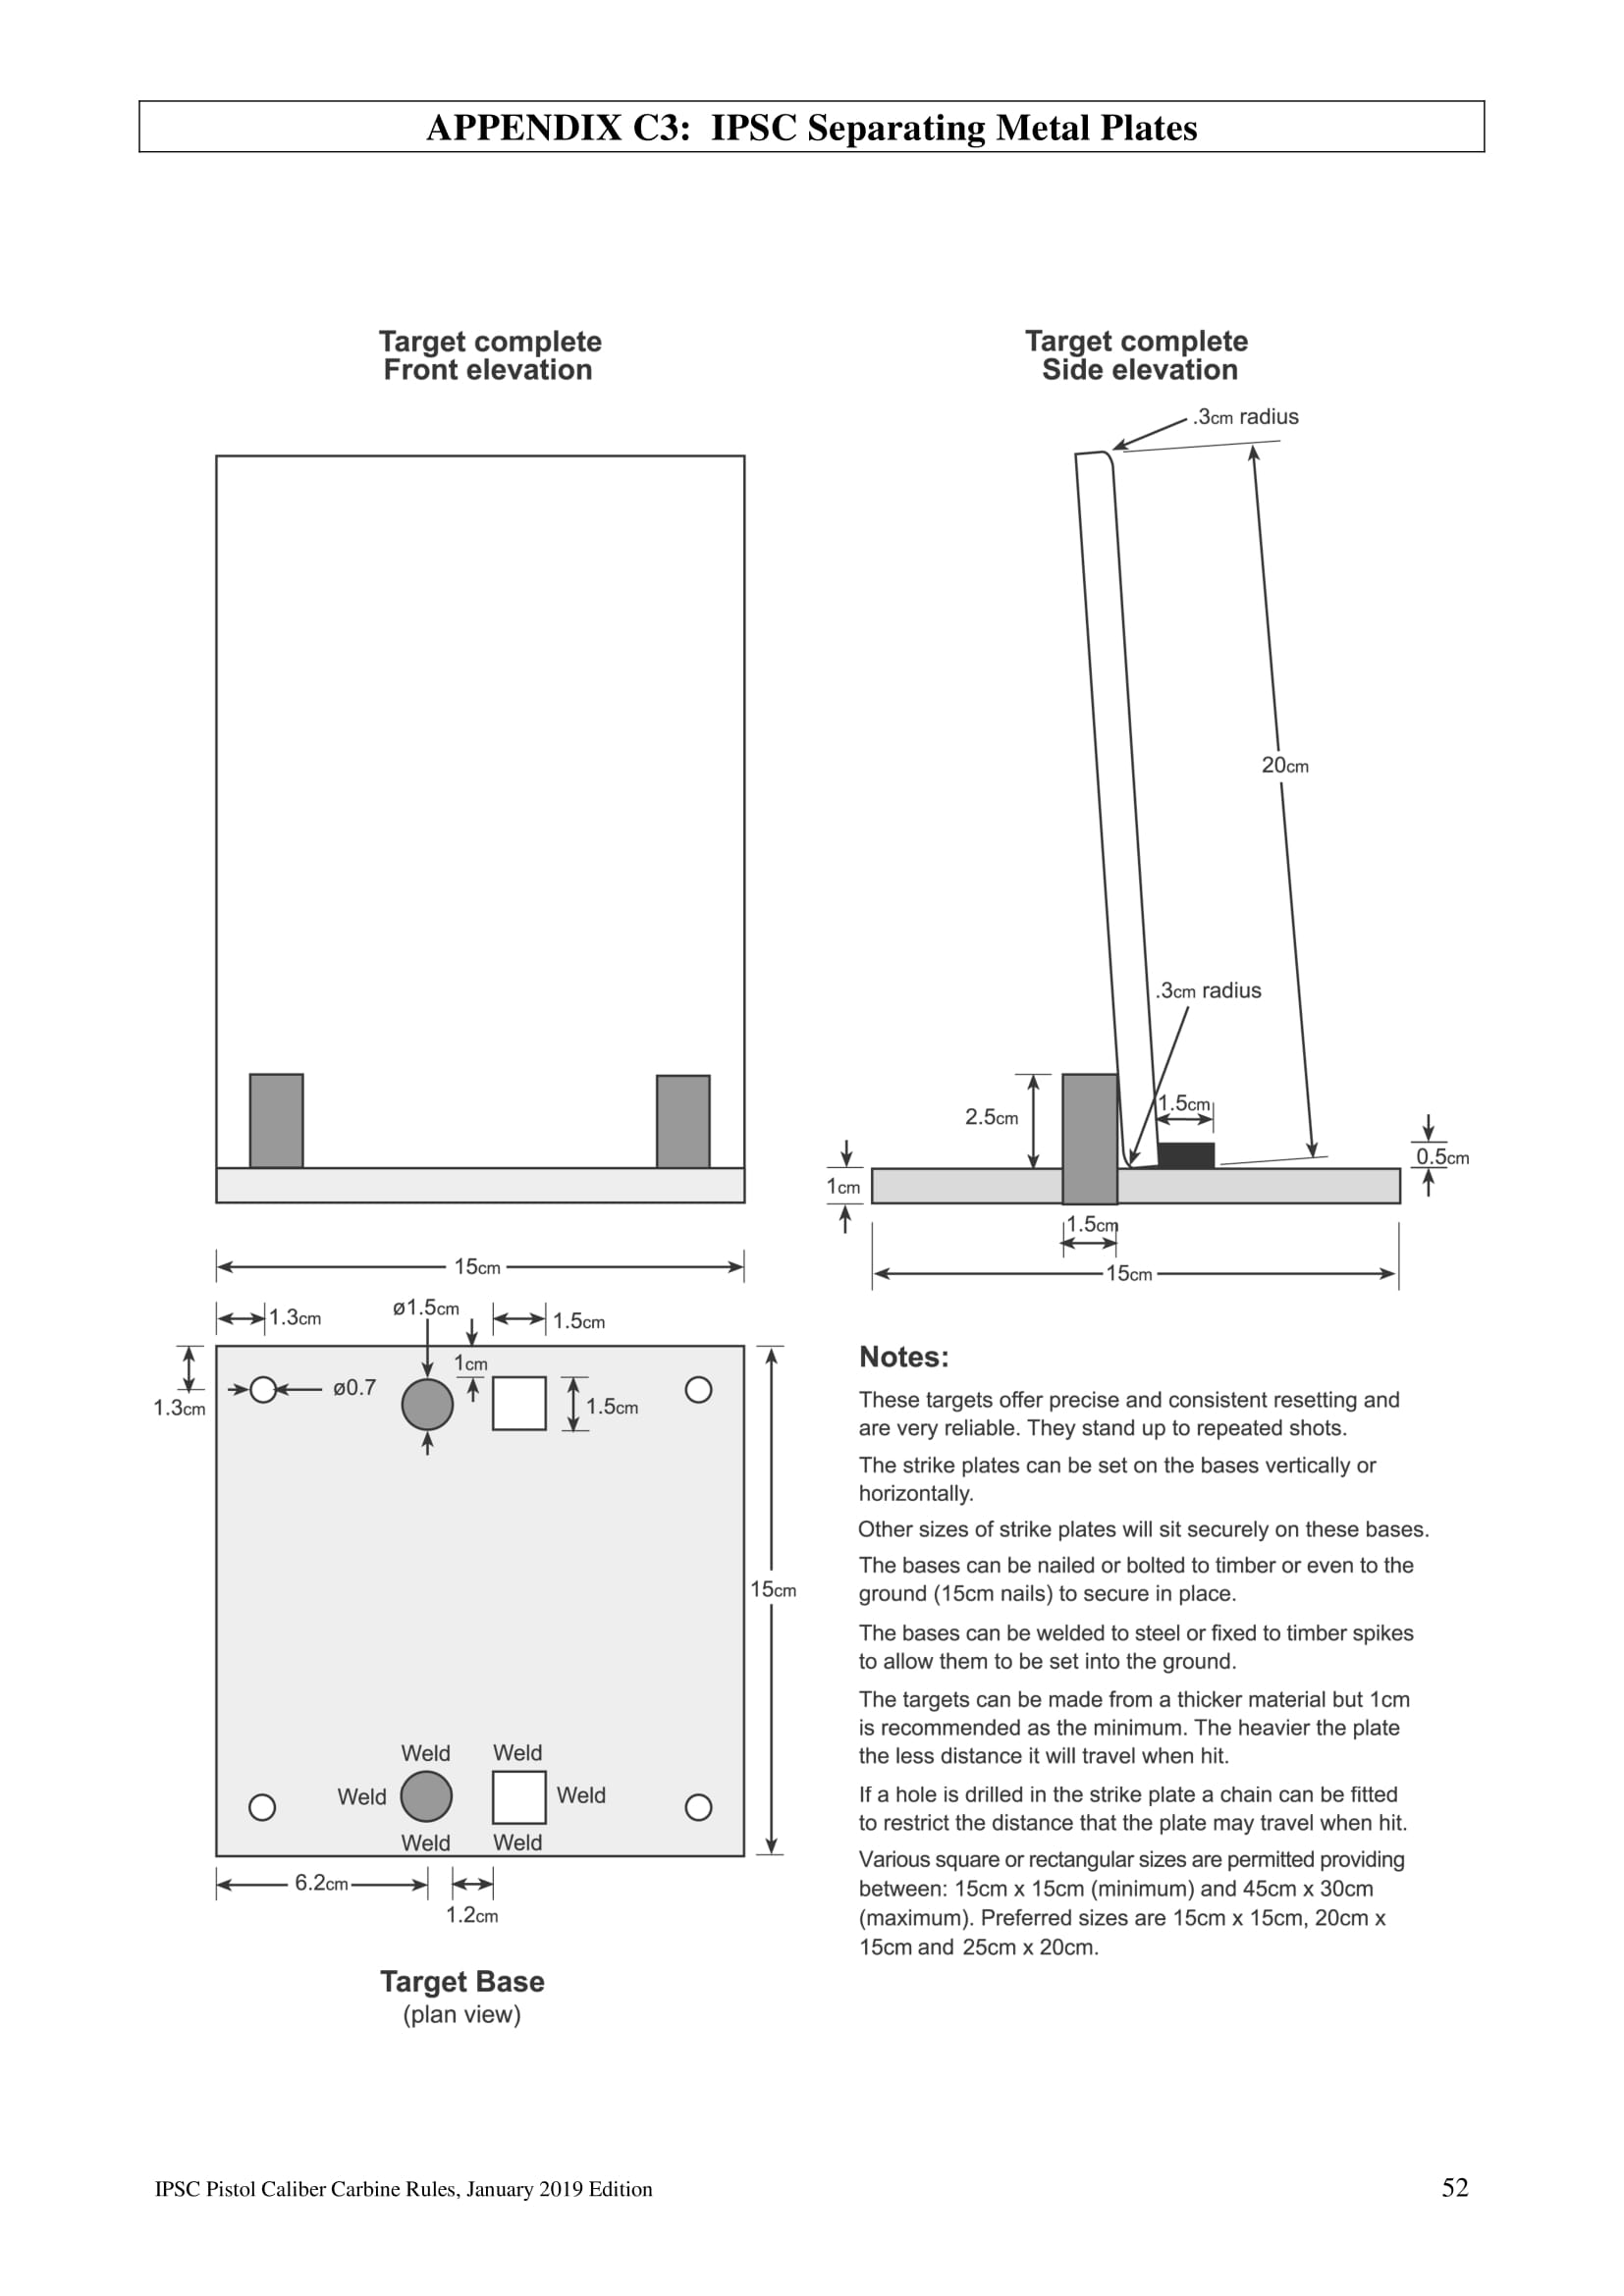 APPENDIX C3:  IPSC Separating Metal Plates
Target complete
Front elevation
Target complete
Side elevation
.3cm radius
20cm
.3cm radius
2.5cm
1.5cm
0.5cm
1cm
1.5cm
15cm
15cm
1.3cm
ø1.5cm
1.5cm
1cm
1.3cm
ø0.7
1.5cm
15cm
Weld
Weld
Weld
Weld
Weld
Weld
6.2cm
1.2cm
Target Base
(plan view)
Notes:
These targets offer precise and consistent resetting and
are very reliable. They stand up to repeated shots.
The strike plates can be set on the bases vertically or
horizontally.
Other sizes of strike plates will sit securely on these bases.
The bases can be nailed or bolted to timber or even to the
ground (15cm nails) to secure in place.
The bases can be welded to steel or fixed to timber spikes
to allow them to be set into the ground.
The targets can be made from a thicker material but 1cm
is recommended as the minimum. The heavier the plate
the less distance it will travel when hit.
If a hole is drilled in the strike plate a chain can be fitted
to restrict the distance that the plate may travel when hit.
Various square or rectangular sizes are permitted providing
between: 15cm x 15cm (minimum) and 45cm x 30cm
(maximum). Preferred sizes are 15cm x 15cm, 20cm x
15cm and 25cm x 20cm.
IPSC Pistol Caliber Carbine Rules, January 2019 Edition
52